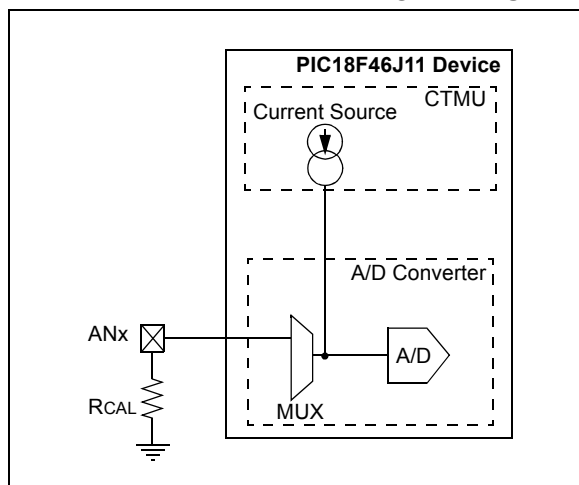 PIC18F46J11 Device
CTMU
Current Source
A/D Converter
ANx
A/D
RCAL
MUX